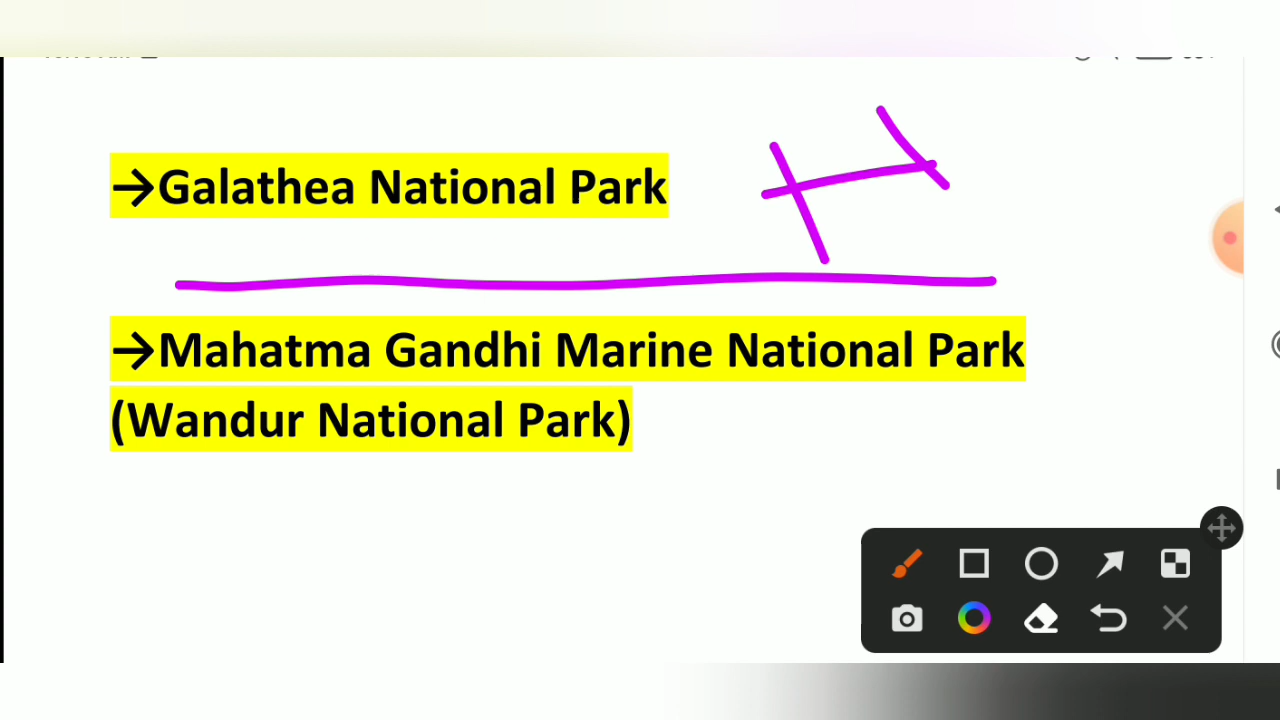 →Galathea National Park
→Mahatma Gandhi Marine National Park
(Wandur National Park)